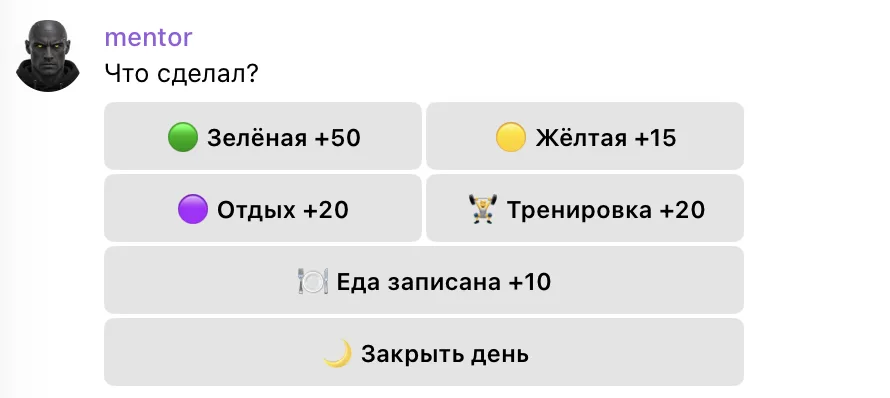 mentor
Что сделал?
🟢 Зелёная +50
🟡 Жёлтая +15
🟣 Отдых +20
🏋️ Тренировка +20
🍽️ Еда записана +10
🌙 Закрыть день